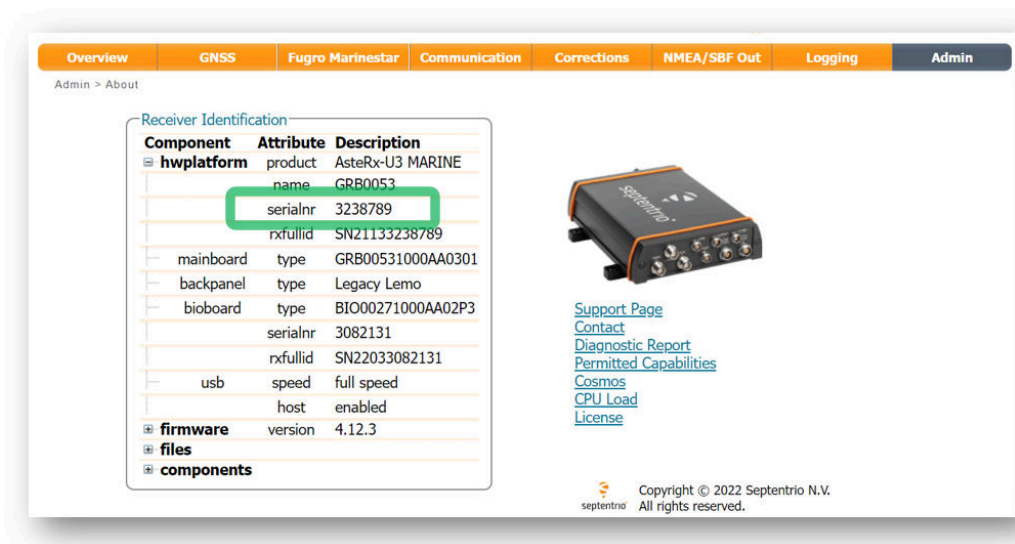 Overview GNSS Fugro Marinestar Communication Corrections NMEA/SBF Out Logging Admin
Admin > About
Receiver Identification
Component Attribute Description
hwplatform product AsteRx-U3 MARINE
name GRB0053
serialnr 3238789
rxfullid SN21133238789
mainboard type GRB00531000AA0301
backpanel type Legacy Lemo
bioboard type BIO00271000AA02P3
serialnr 3082131
rxfullid SN22033082131
usb speed full speed
host enabled
firmware version 4.12.3
files
components
septentrio
Support Page
Contact
Diagnostic Report
Permitted Capabilities
Cosmos
CPU Load
License
septentrio
Copyright © 2022 Septentrio N.V.
All rights reserved.